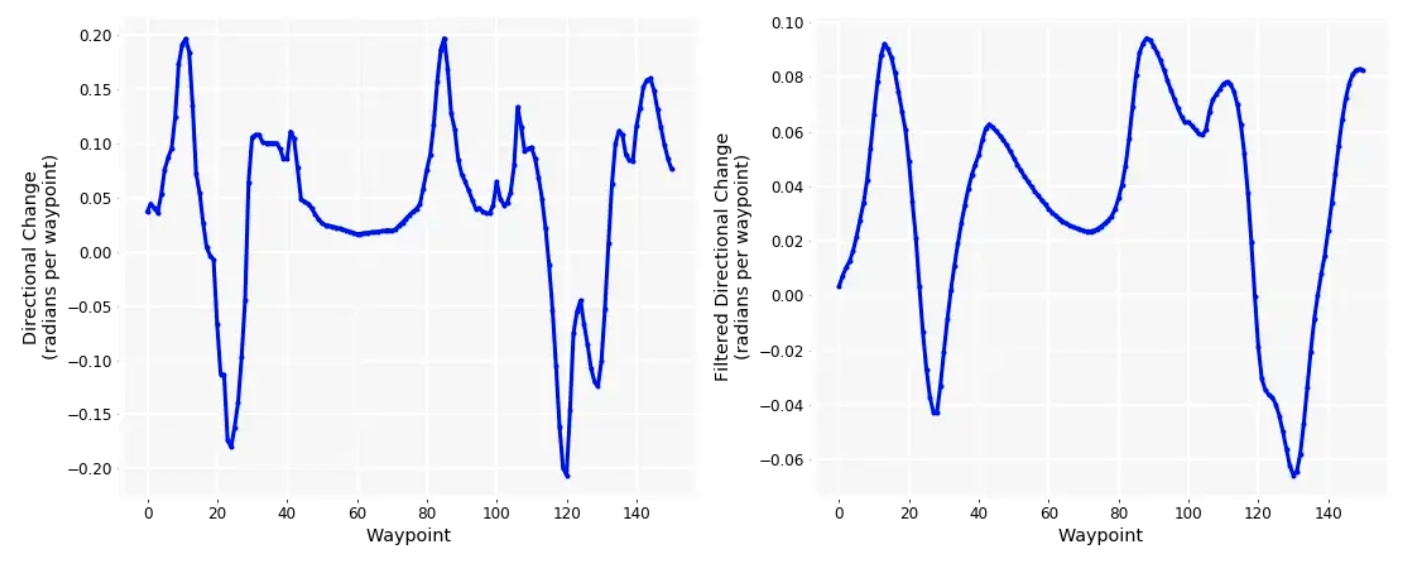 Directional Change
(radians per waypoint)
0.20
0.15
0.10
0.05
0.00
−0.05
−0.10
−0.15
−0.20
0 20 40 60 80 100 120 140
Waypoint
Filtered Directional Change
(radians per waypoint)
0.10
0.08
0.06
0.04
0.02
0.00
−0.02
−0.04
−0.06
0 20 40 60 80 100 120 140
Waypoint